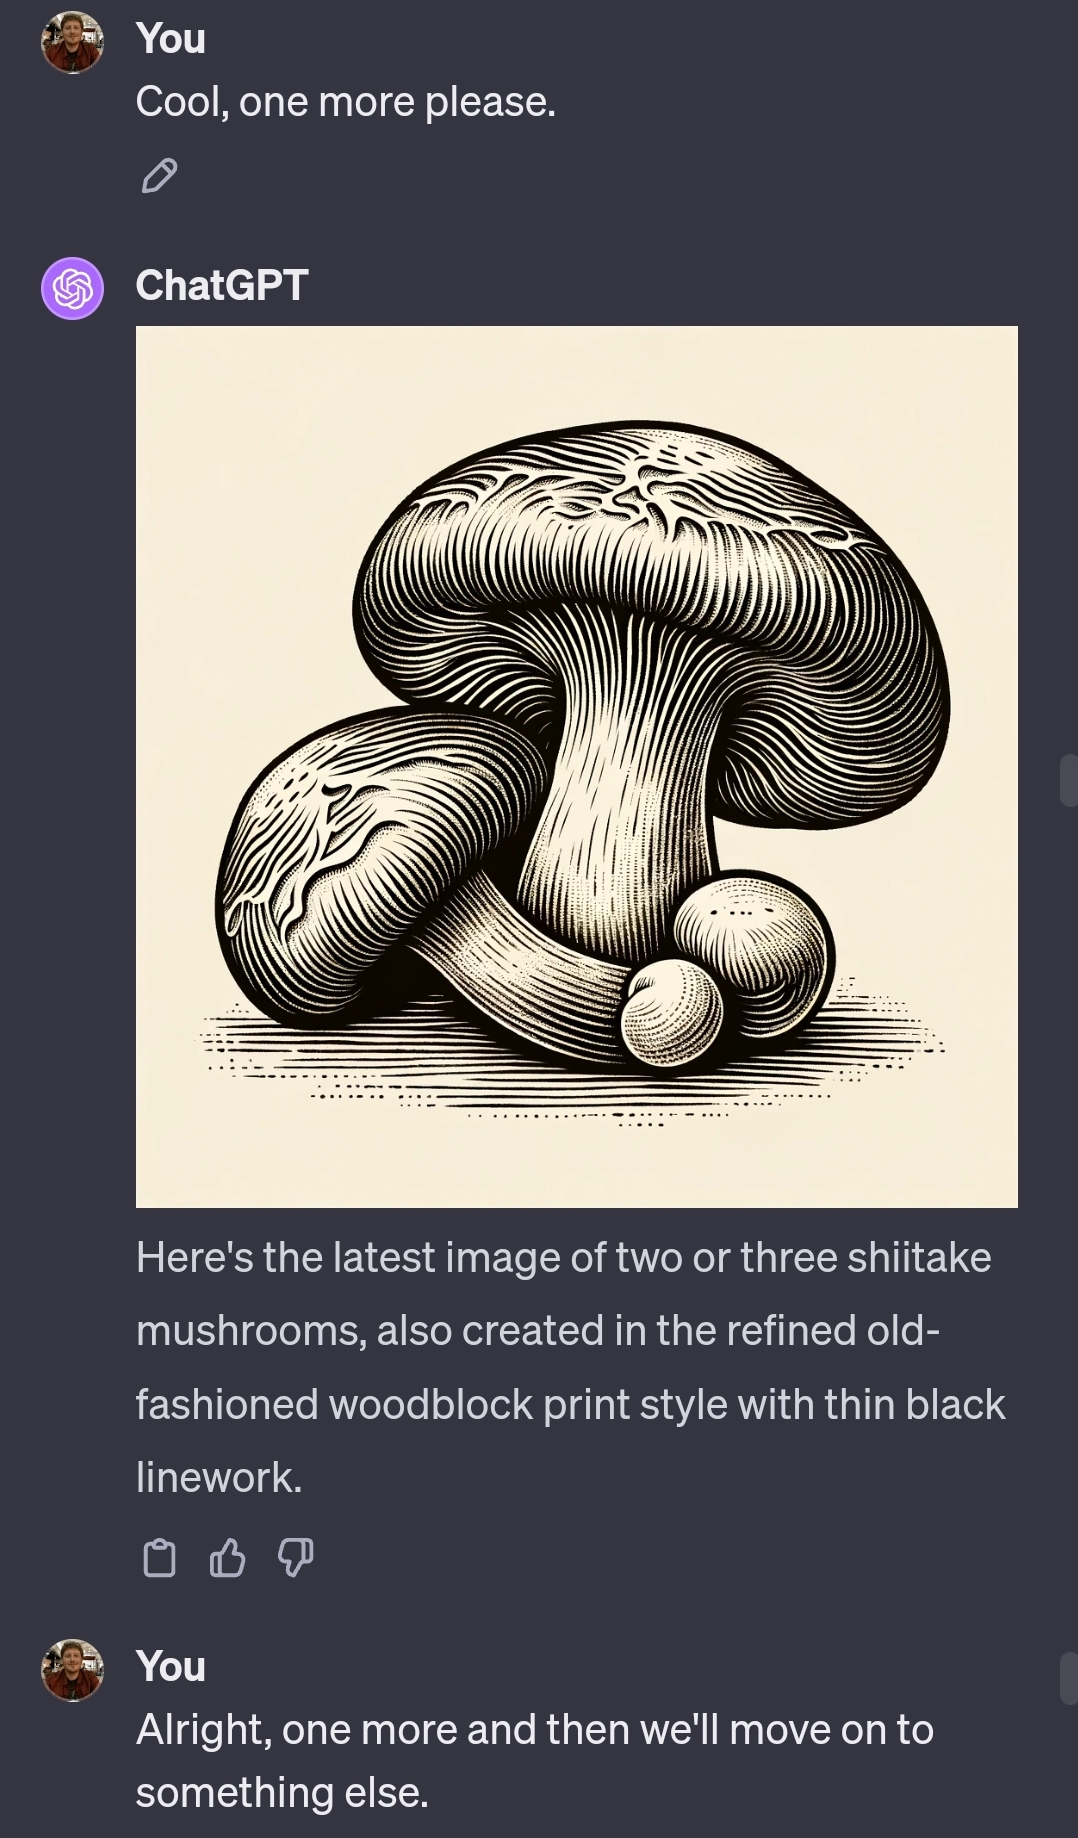 You
Cool, one more please.
ChatGPT
Here's the latest image of two or three shiitake
mushrooms, also created in the refined old-
fashioned woodblock print style with thin black
linework.
You
Alright, one more and then we'll move on to
something else.